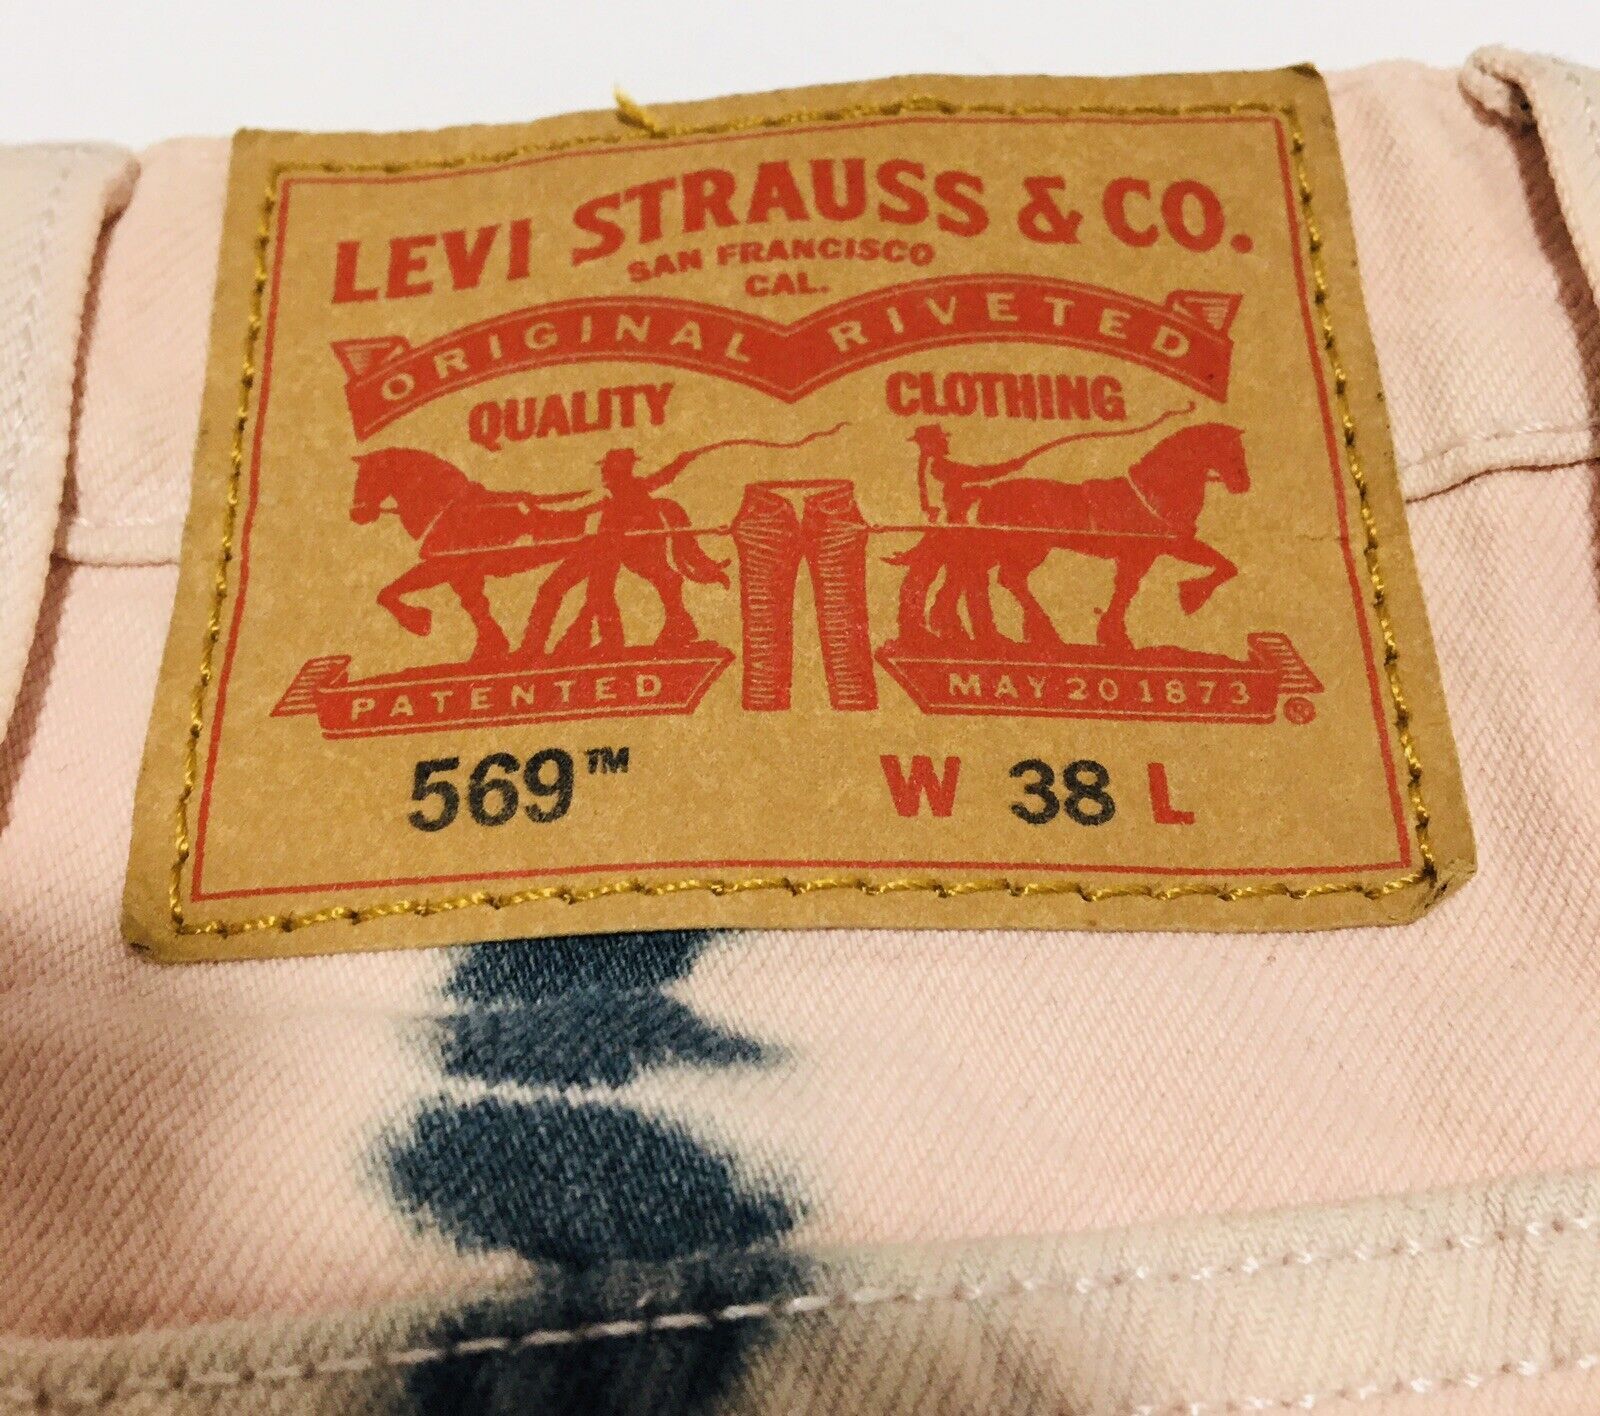 LEVI STRAUSS & CO.
SAN FRANCISCO
CAL.
ORIGINAL RIVETED
QUALITY CLOTHING
PATENTED MAY 20 1873 ®
569™ W 38 L